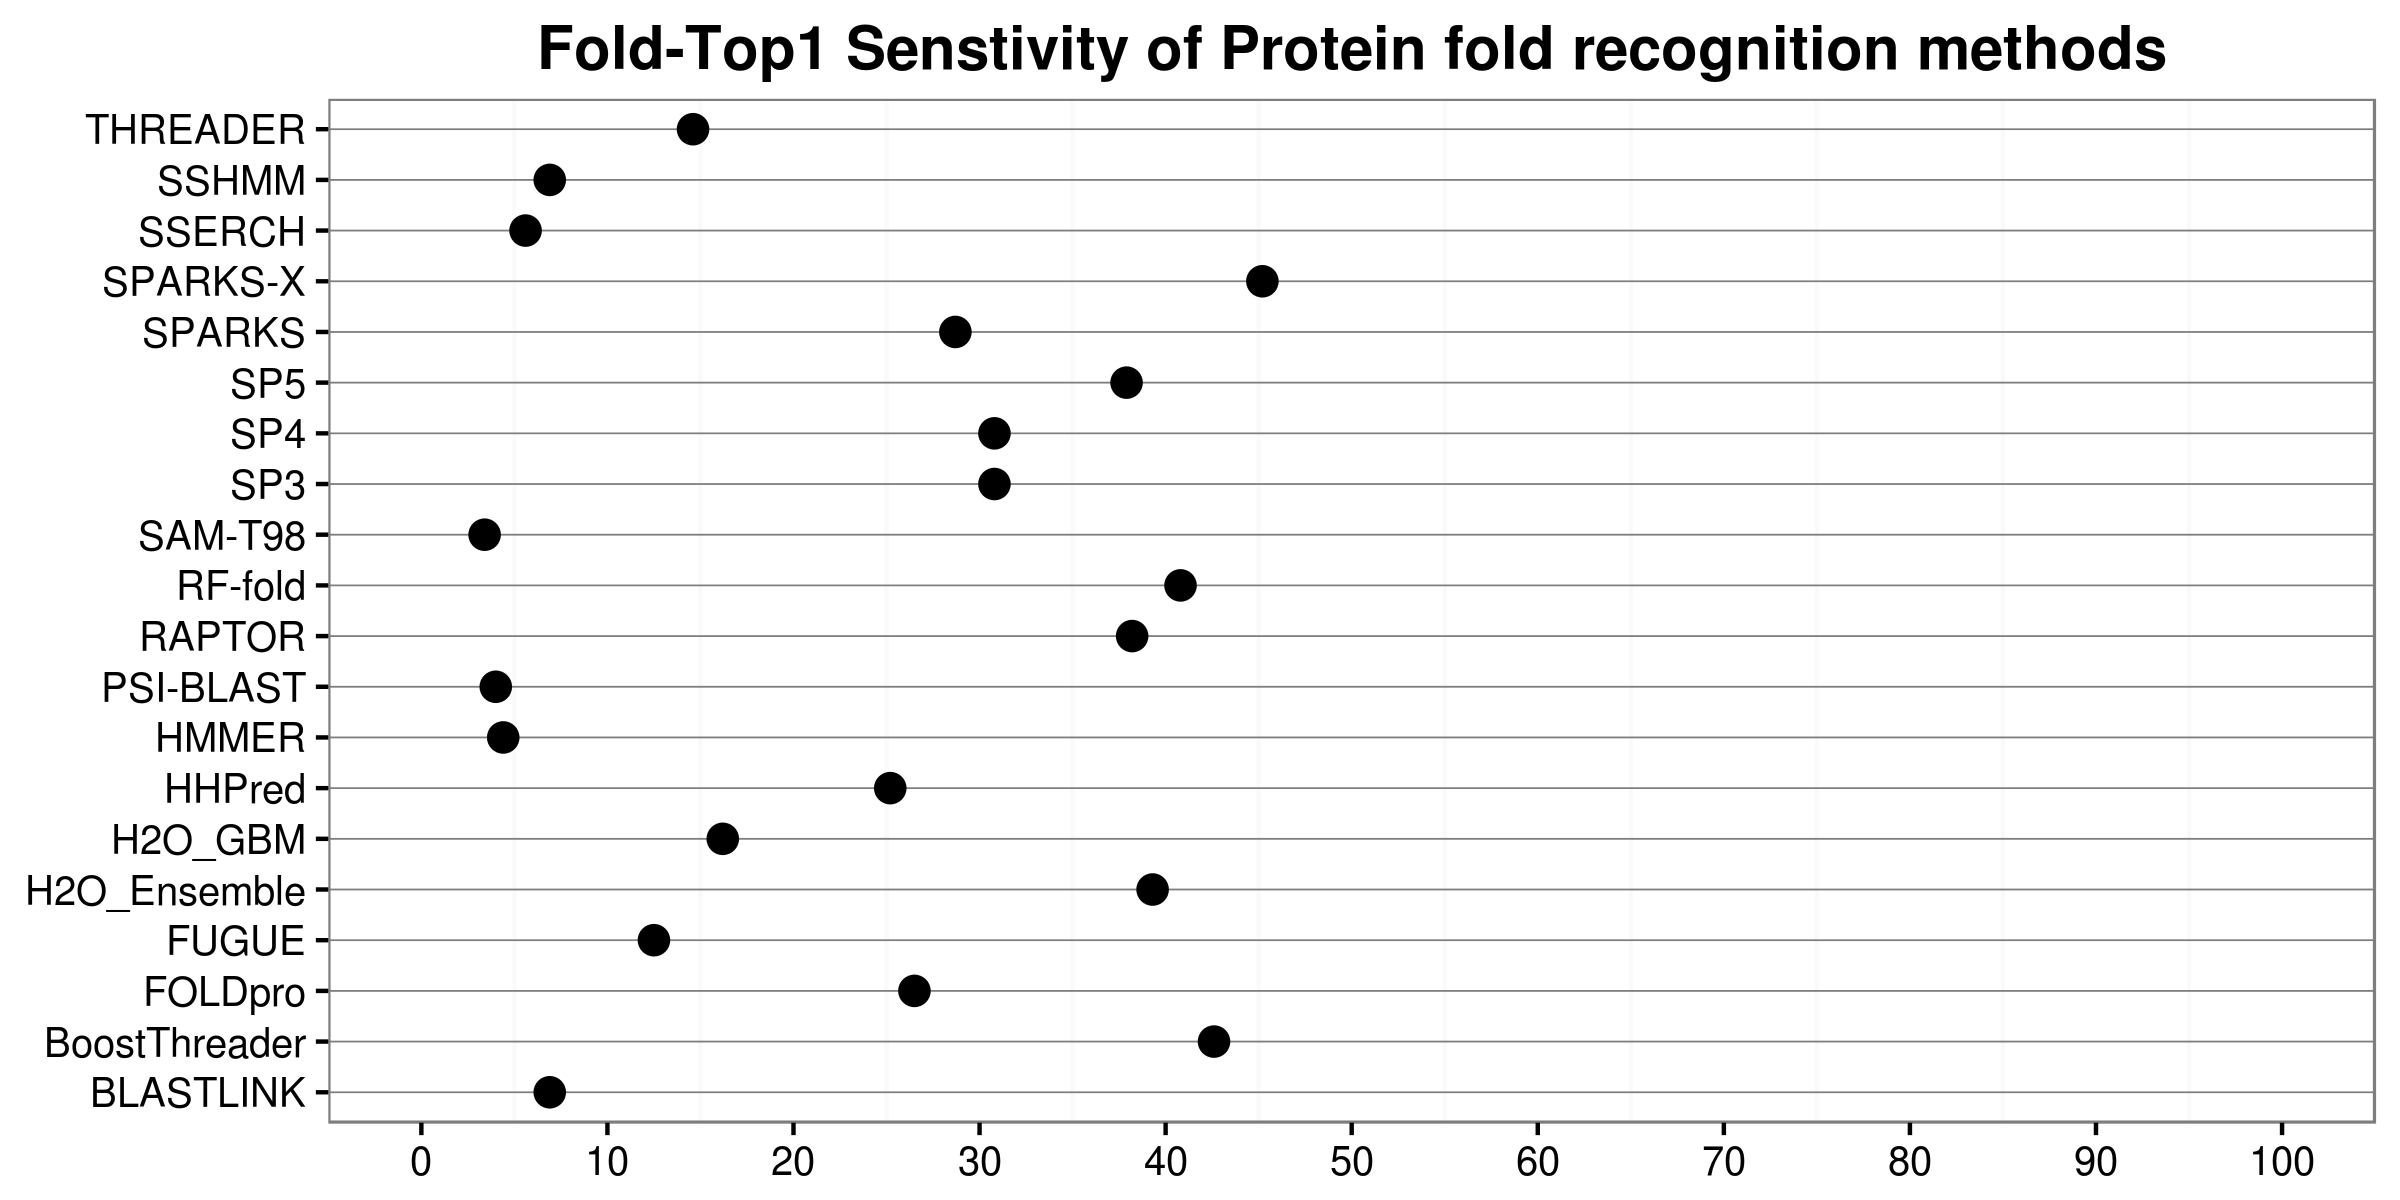 Fold-Top1 Senstivity of Protein fold recognition methods
THREADER
SSHMM
SSERCH
SPARKS-X
SPARKS
SP5
SP4
SP3
SAM-T98
RF-fold
RAPTOR
PSI-BLAST
HMMER
HHPred
H2O_GBM
H2O_Ensemble
FUGUE
FOLDpro
BoostThreader
BLASTLINK
0 10 20 30 40 50 60 70 80 90 100